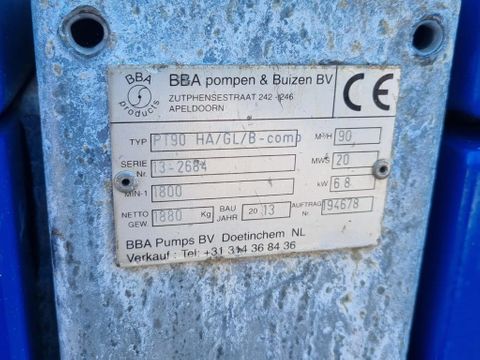 BBA products
BBA pompen & Buizen BV
ZUTPHENSESTRAAT 242-246
APELDOORN
CE
TYP PT90 HA/GL/B-comp M³/H 90
SERIE Nr. 13-2684 MWS 20
MIN-1 1800 kW 6.8
NETTO GEW. 1880 Kg BAU JAHR 20 13 AUFTRAG Nr. 194678
BBA Pumps BV Doetinchem NL
Verkauf : Tel: +31 314 36 84 36